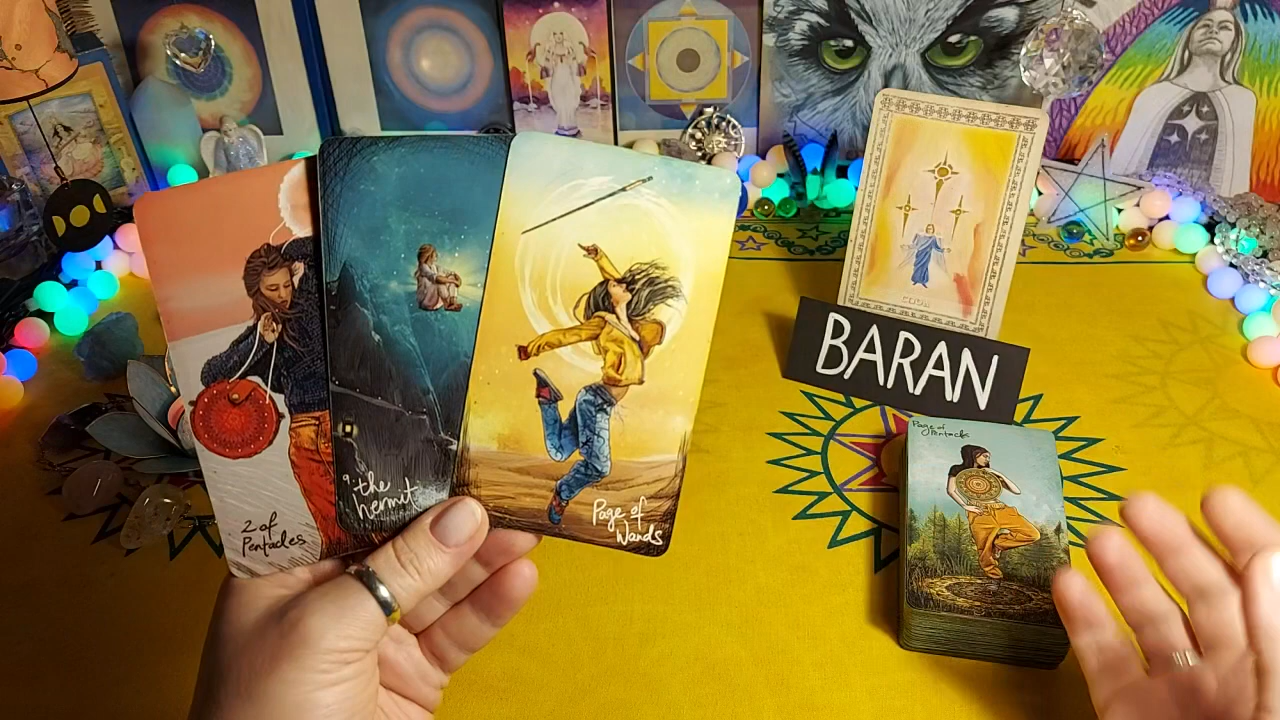 2 of
Pentacles
9
the
hermit
Page of
Wands
BARAN
Page of
Pentacles